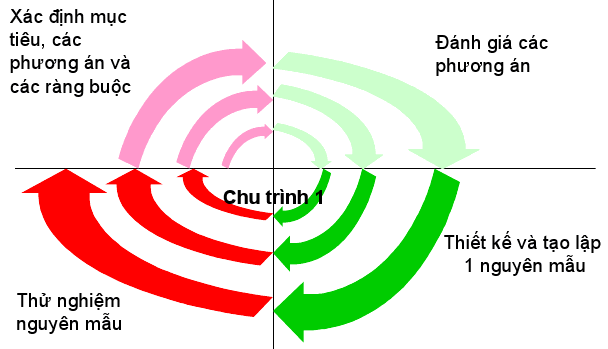 Xác định mục
tiêu, các
phương án và
các ràng buộc
Đánh giá các
phương án
Chu trình 1
Thiết kế và tạo lập
1 nguyên mẫu
Thử nghiệm
nguyên mẫu